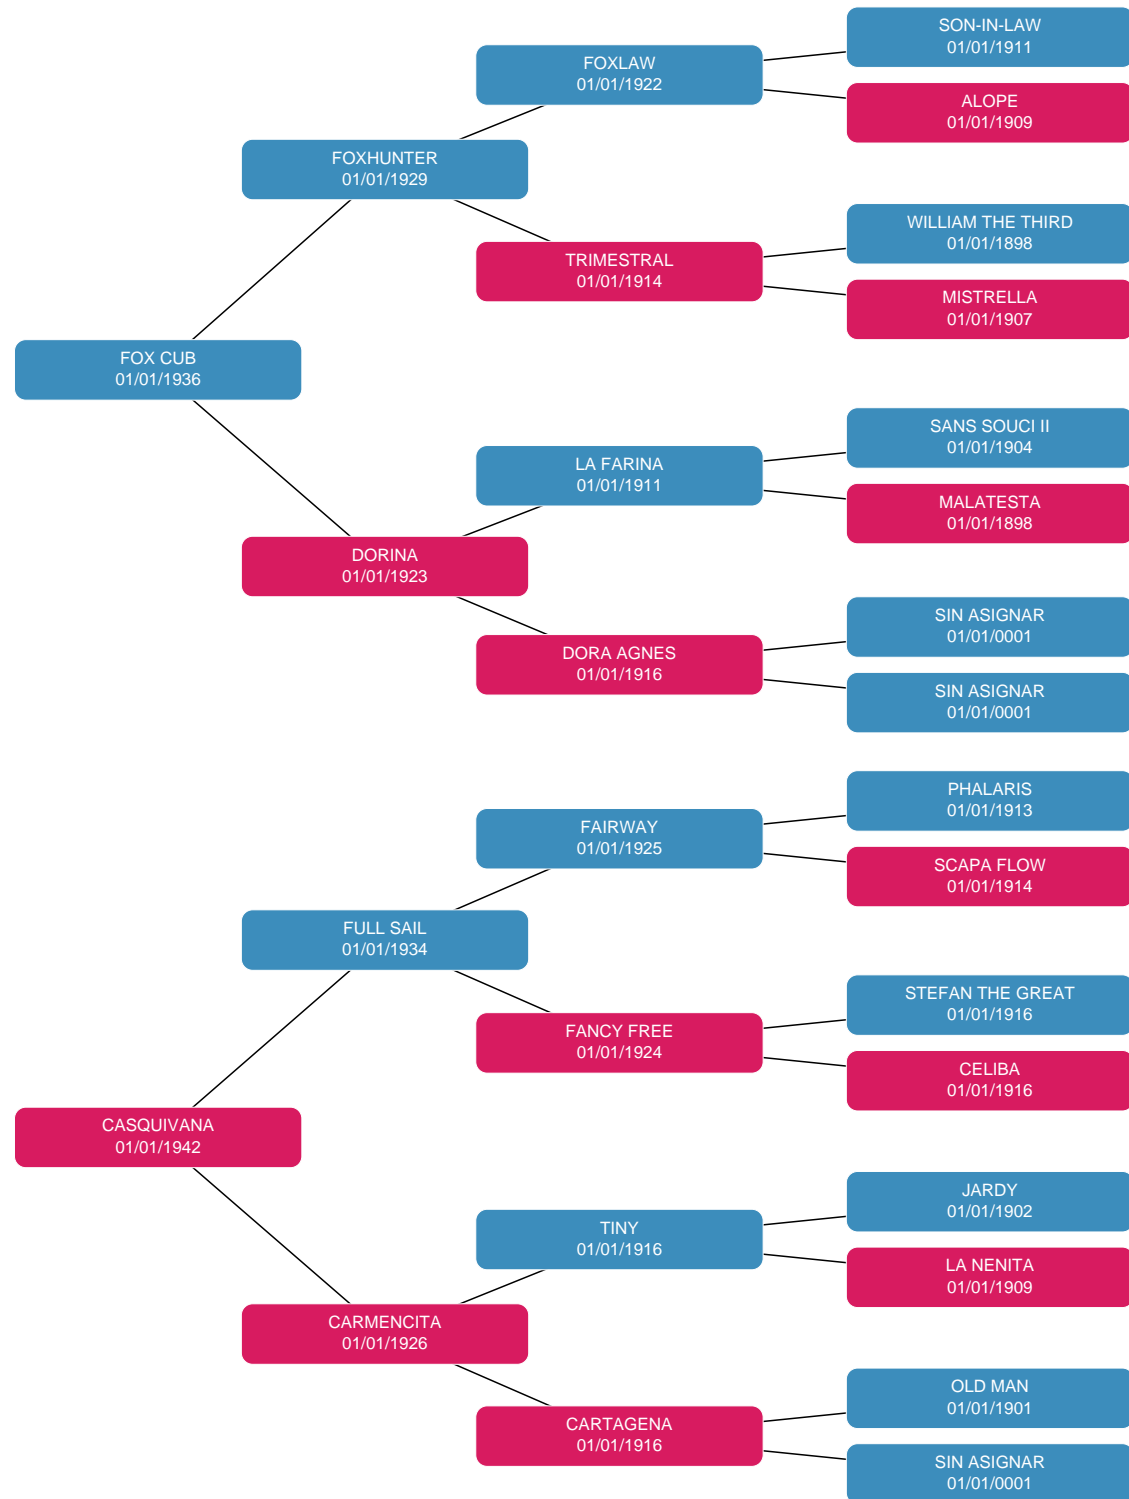 SON-IN-LAW
01/01/1911
FOXLAW
01/01/1922
ALOPE
01/01/1909
FOXHUNTER
01/01/1929
WILLIAM THE THIRD
01/01/1898
TRIMESTRAL
01/01/1914
MISTRELLA
01/01/1907
FOX CUB
01/01/1936
SANS SOUCI II
01/01/1904
LA FARINA
01/01/1911
MALATESTA
01/01/1898
DORINA
01/01/1923
SIN ASIGNAR
01/01/0001
DORA AGNES
01/01/1916
SIN ASIGNAR
01/01/0001
PHALARIS
01/01/1913
FAIRWAY
01/01/1925
SCAPA FLOW
01/01/1914
FULL SAIL
01/01/1934
STEFAN THE GREAT
01/01/1916
FANCY FREE
01/01/1924
CELIBA
01/01/1916
CASQUIVANA
01/01/1942
JARDY
01/01/1902
TINY
01/01/1916
LA NENITA
01/01/1909
CARMENCITA
01/01/1926
OLD MAN
01/01/1901
CARTAGENA
01/01/1916
SIN ASIGNAR
01/01/0001